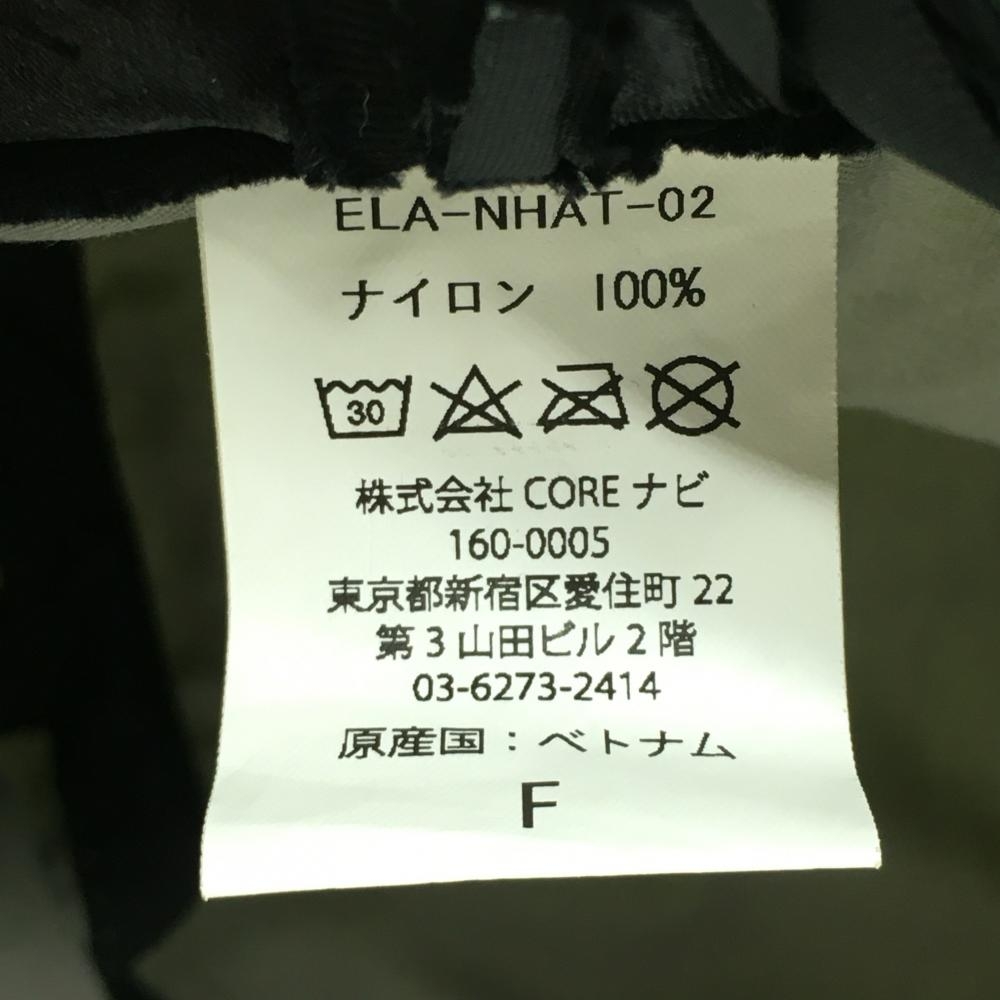 ELA-NHAT-02
ナイロン 100%
30
株式会社 CORE ナビ
160-0005
東京都新宿区愛住町 22
第 3 山田ビル 2 階
03-6273-2414
原産国：ベトナム
F